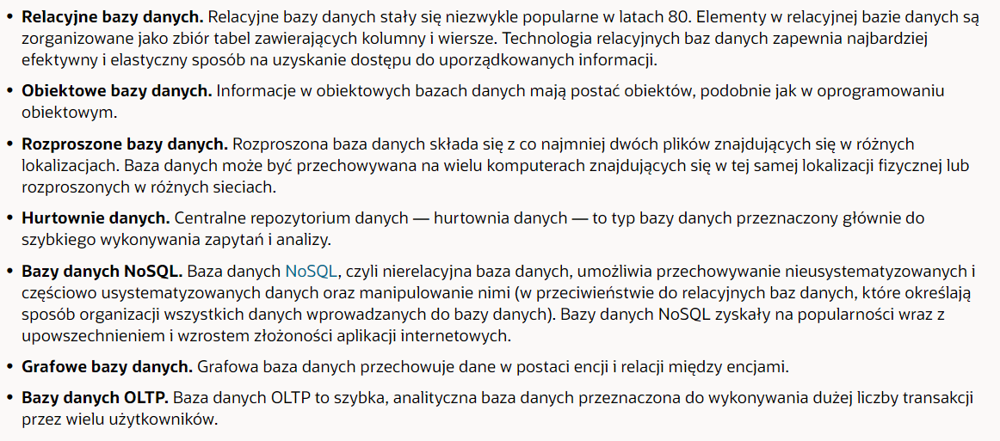 • Relacyjne bazy danych. Relacyjne bazy danych stały się niezwykle popularne w latach 80. Elementy w relacyjnej bazie danych są
zorganizowane jako zbiór tabel zawierających kolumny i wiersze. Technologia relacyjnych baz danych zapewnia najbardziej
efektywny i elastyczny sposób na uzyskanie dostępu do uporządkowanych informacji.
• Obiektowe bazy danych. Informacje w obiektowych bazach danych mają postać obiektów, podobnie jak w oprogramowaniu
obiektowym.
• Rozproszone bazy danych. Rozproszona baza danych składa się z co najmniej dwóch plików znajdujących się w różnych
lokalizacjach. Baza danych może być przechowywana na wielu komputerach znajdujących się w tej samej lokalizacji fizycznej lub
rozproszonych w różnych sieciach.
• Hurtownie danych. Centralne repozytorium danych — hurtownia danych — to typ bazy danych przeznaczony głównie do
szybkiego wykonywania zapytań i analizy.
• Bazy danych NoSQL. Baza danych NoSQL, czyli nierelacyjna baza danych, umożliwia przechowywanie nieusystematyzowanych i
częściowo usystematyzowanych danych oraz manipulowanie nimi (w przeciwieństwie do relacyjnych baz danych, które określają
sposób organizacji wszystkich danych wprowadzanych do bazy danych). Bazy danych NoSQL zyskały na popularności wraz z
upowszechnieniem i wzrostem złożoności aplikacji internetowych.
• Grafowe bazy danych. Grafowa baza danych przechowuje dane w postaci encji i relacji między encjami.
• Bazy danych OLTP. Baza danych OLTP to szybka, analityczna baza danych przeznaczona do wykonywania dużej liczby transakcji
przez wielu użytkowników.